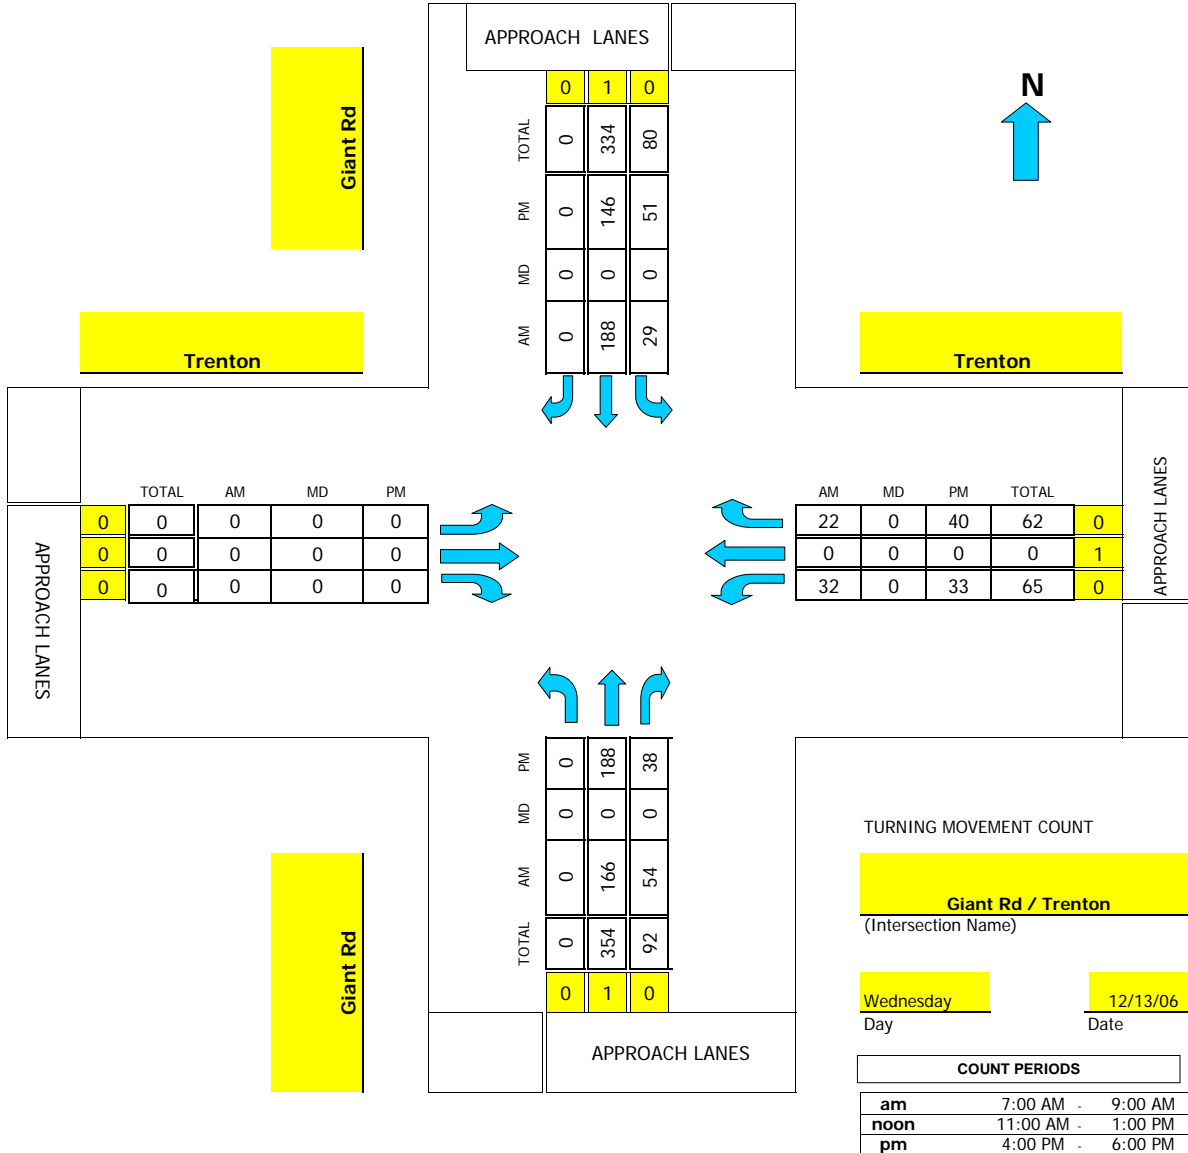 APPROACH LANES
0 1 0
N
Giant Rd
TOTAL 0 334 80
PM 0 146 51
MD 0 0 0
AM 0 188 29
Trenton
Trenton
TOTAL AM MD PM
0 0 0 0 0
0 0 0 0 0
0 0 0 0 0
APPROACH LANES
AM MD PM TOTAL
22 0 40 62 0
0 0 0 0 1
32 0 33 65 0
APPROACH LANES
PM 0 188 38
MD 0 0 0
AM 0 166 54
TOTAL 0 354 92
0 1 0
APPROACH LANES
Giant Rd
TURNING MOVEMENT COUNT
Giant Rd / Trenton
(Intersection Name)
Wednesday 12/13/06
Day Date
COUNT PERIODS
am 7:00 AM - 9:00 AM
noon 11:00 AM - 1:00 PM
pm 4:00 PM - 6:00 PM